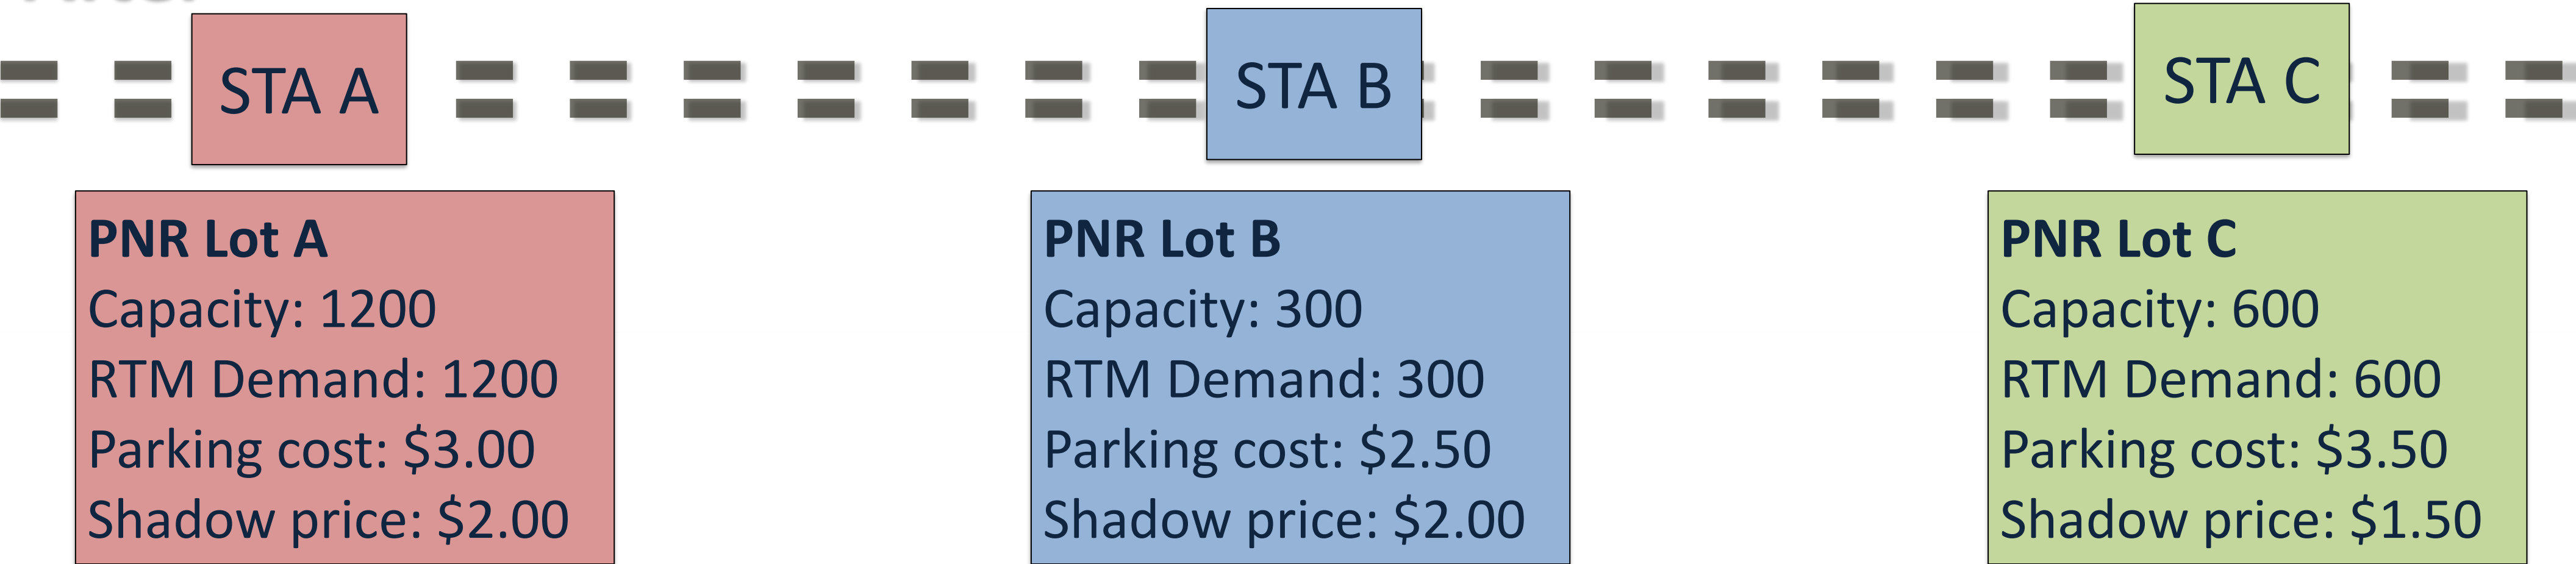 STA A
STA B
STA C
PNR Lot A
Capacity: 1200
RTM Demand: 1200
Parking cost: $3.00
Shadow price: $2.00
PNR Lot B
Capacity: 300
RTM Demand: 300
Parking cost: $2.50
Shadow price: $2.00
PNR Lot C
Capacity: 600
RTM Demand: 600
Parking cost: $3.50
Shadow price: $1.50